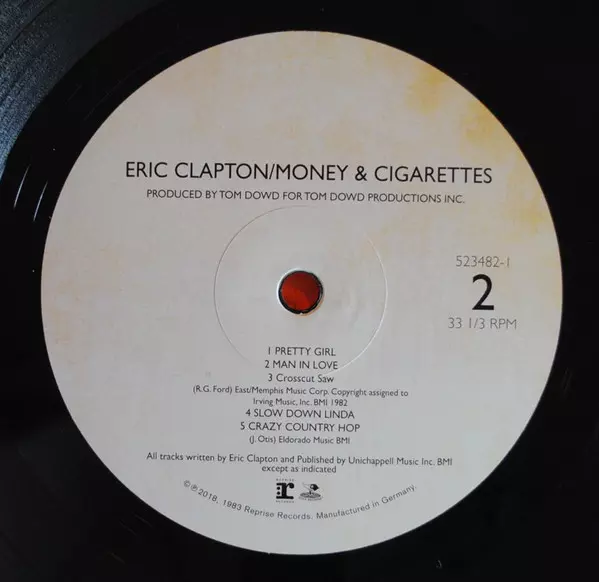 ERIC CLAPTON/MONEY & CIGARETTES
PRODUCED BY TOM DOWD FOR TOM DOWD PRODUCTIONS INC.
523482-1
2
33 1/3 RPM
1 PRETTY GIRL
2 MAN IN LOVE
3 Crosscut Saw
(R.G. Ford) East/Memphis Music Corp. Copyright assigned to
Irving Music, Inc. BMI 1982
4 SLOW DOWN LINDA
5 CRAZY COUNTRY HOP
(J. Otis) Eldorado Music BMI
All tracks written by Eric Clapton and Published by Unichappell Music Inc. BMI
except as indicated
REPRISE
r
RECORDS
©℗2018, 1983 Reprise Records. Manufactured in Germany.